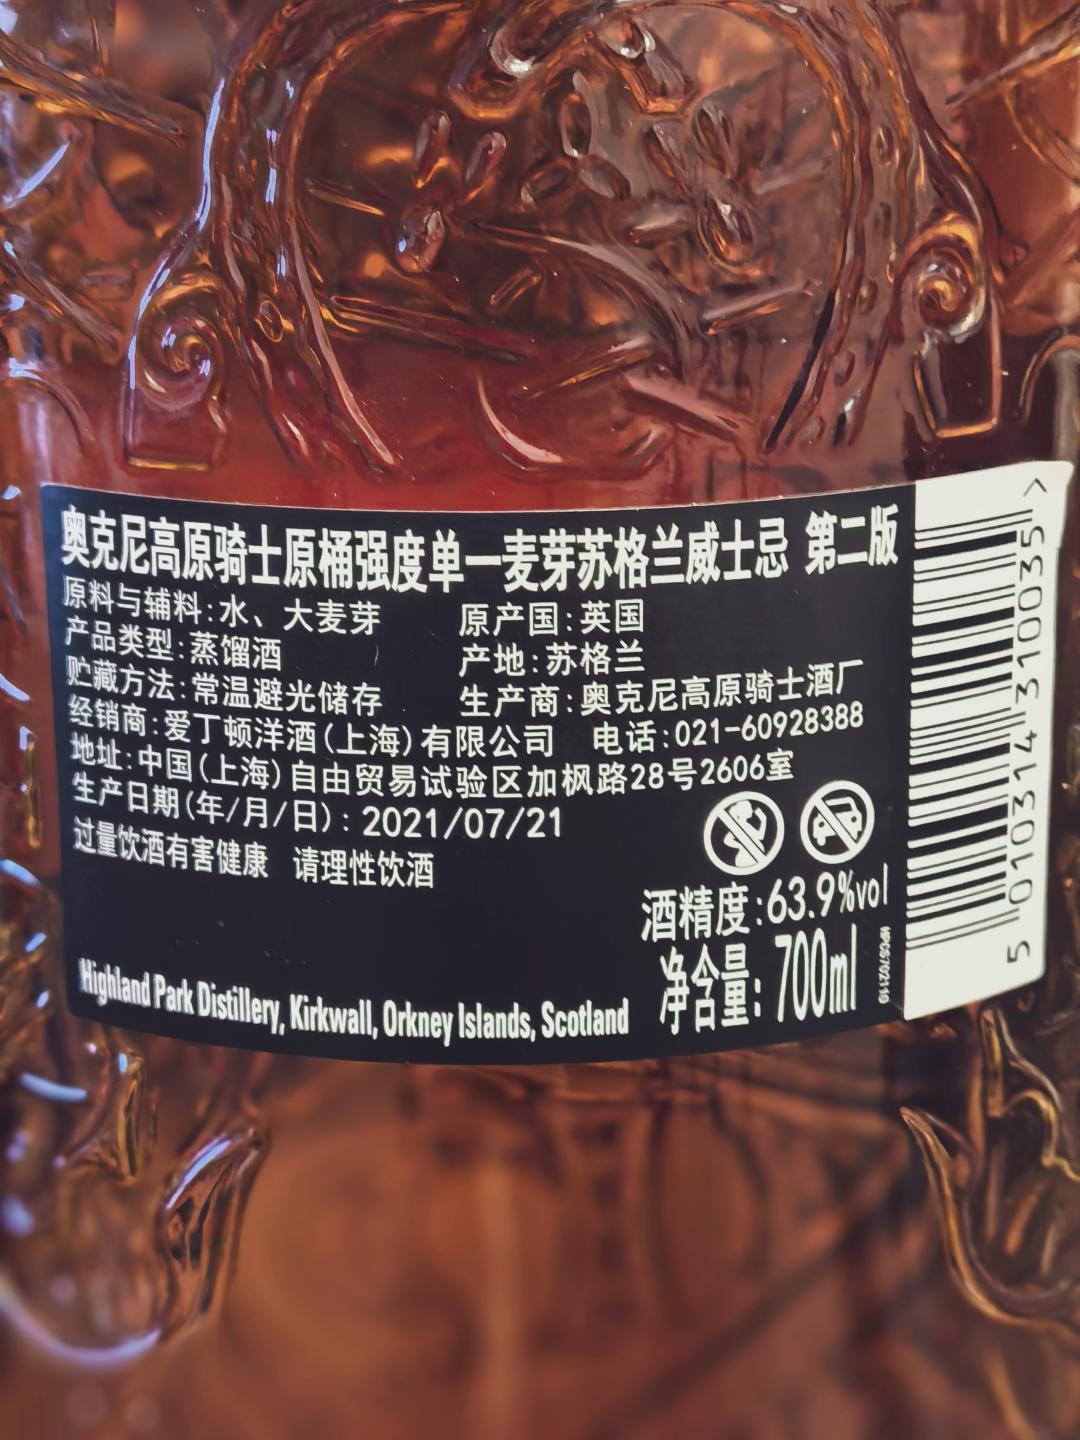 奥克尼高原骑士原桶强度单一麦芽苏格兰威士忌 第二版
原料与辅料:水、大麦芽 原产国:英国
产品类型:蒸馏酒 产地:苏格兰
贮藏方法:常温避光储存 生产商:奥克尼高原骑士酒厂
经销商:爱丁顿洋酒(上海)有限公司 电话:021-60928388
地址:中国(上海)自由贸易试验区加枫路28号2606室
生产日期(年/月/日):2021/07/21
过量饮酒有害健康 请理性饮酒
酒精度:63.9%vol
净含量:700ml
Highland Park Distillery, Kirkwall, Orkney Islands, Scotland
HPCS702110
5 010314 310035 >